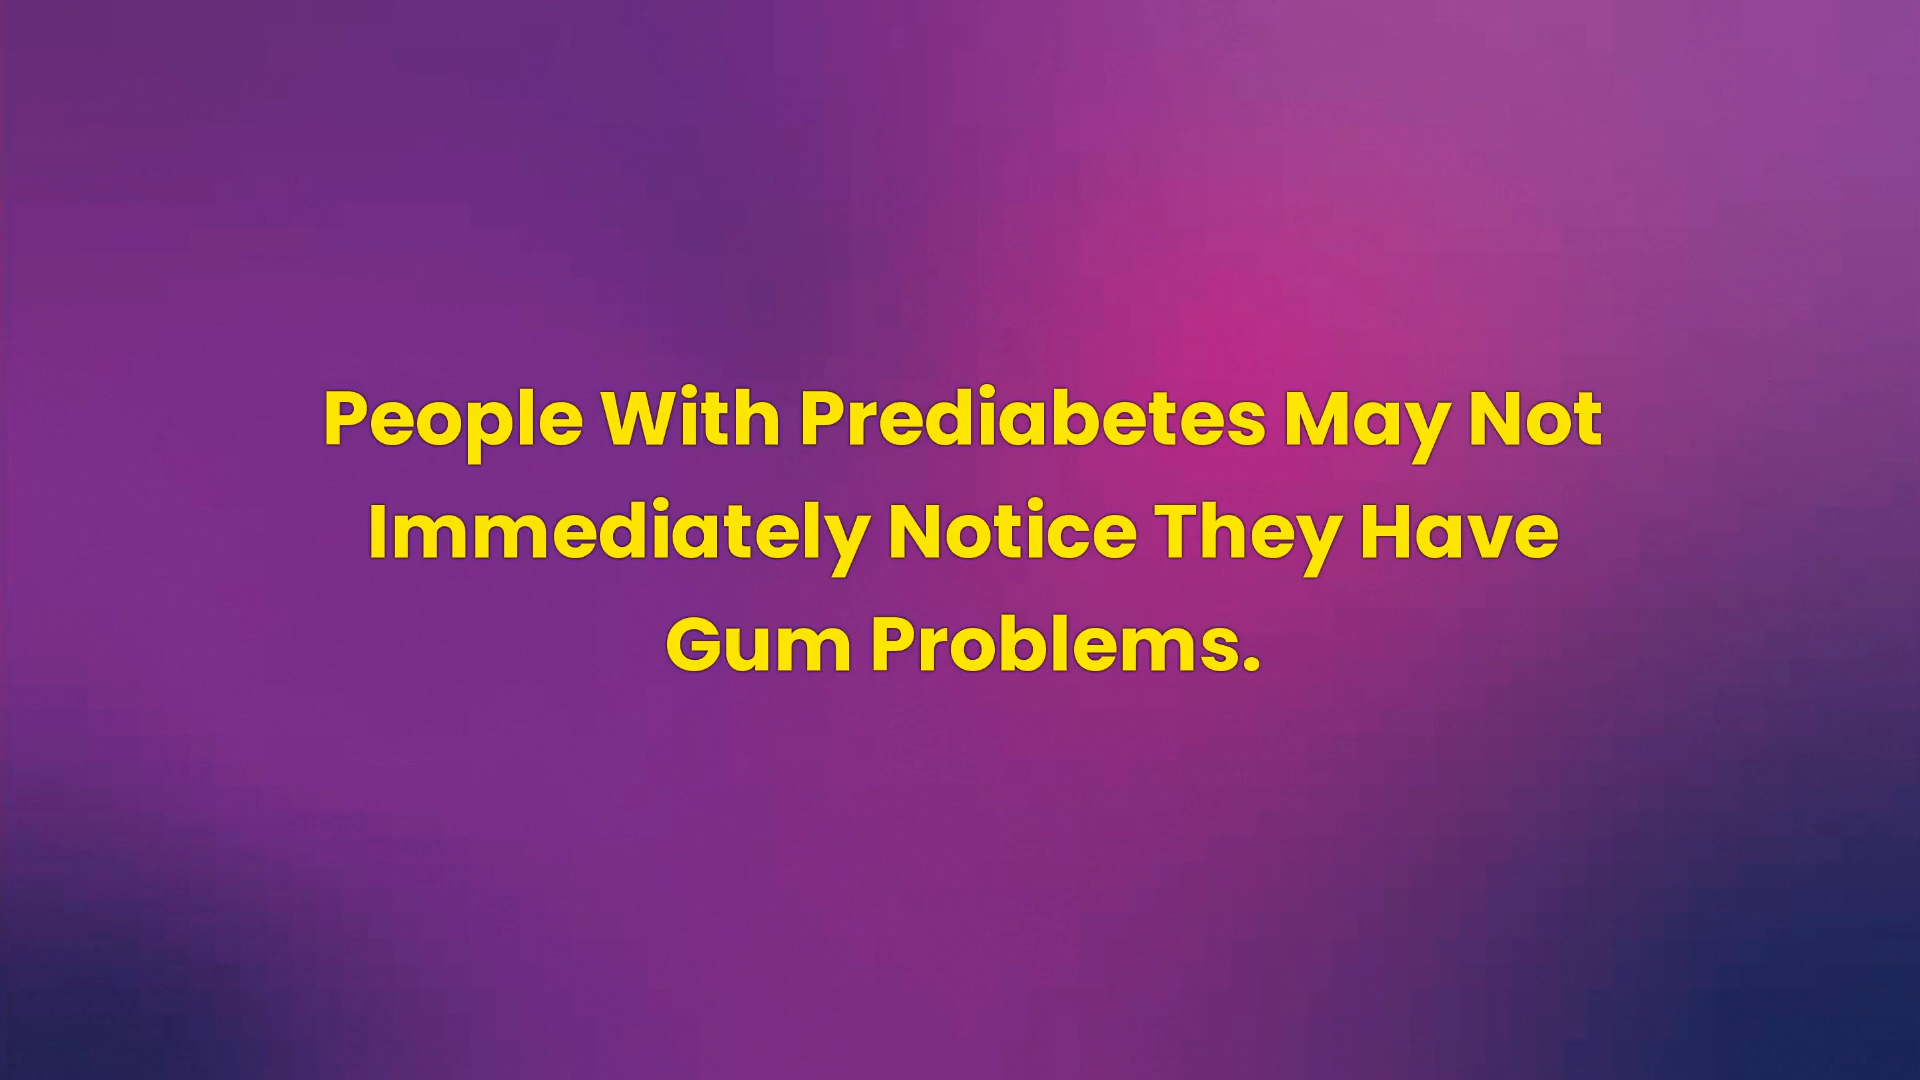 People With Prediabetes May Not
Immediately Notice They Have
Gum Problems.